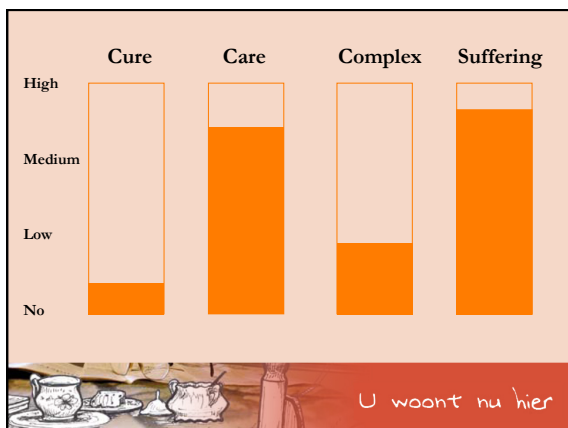 Cure Care Complex Suffering
High
Medium
Low
No
U woont nu hier